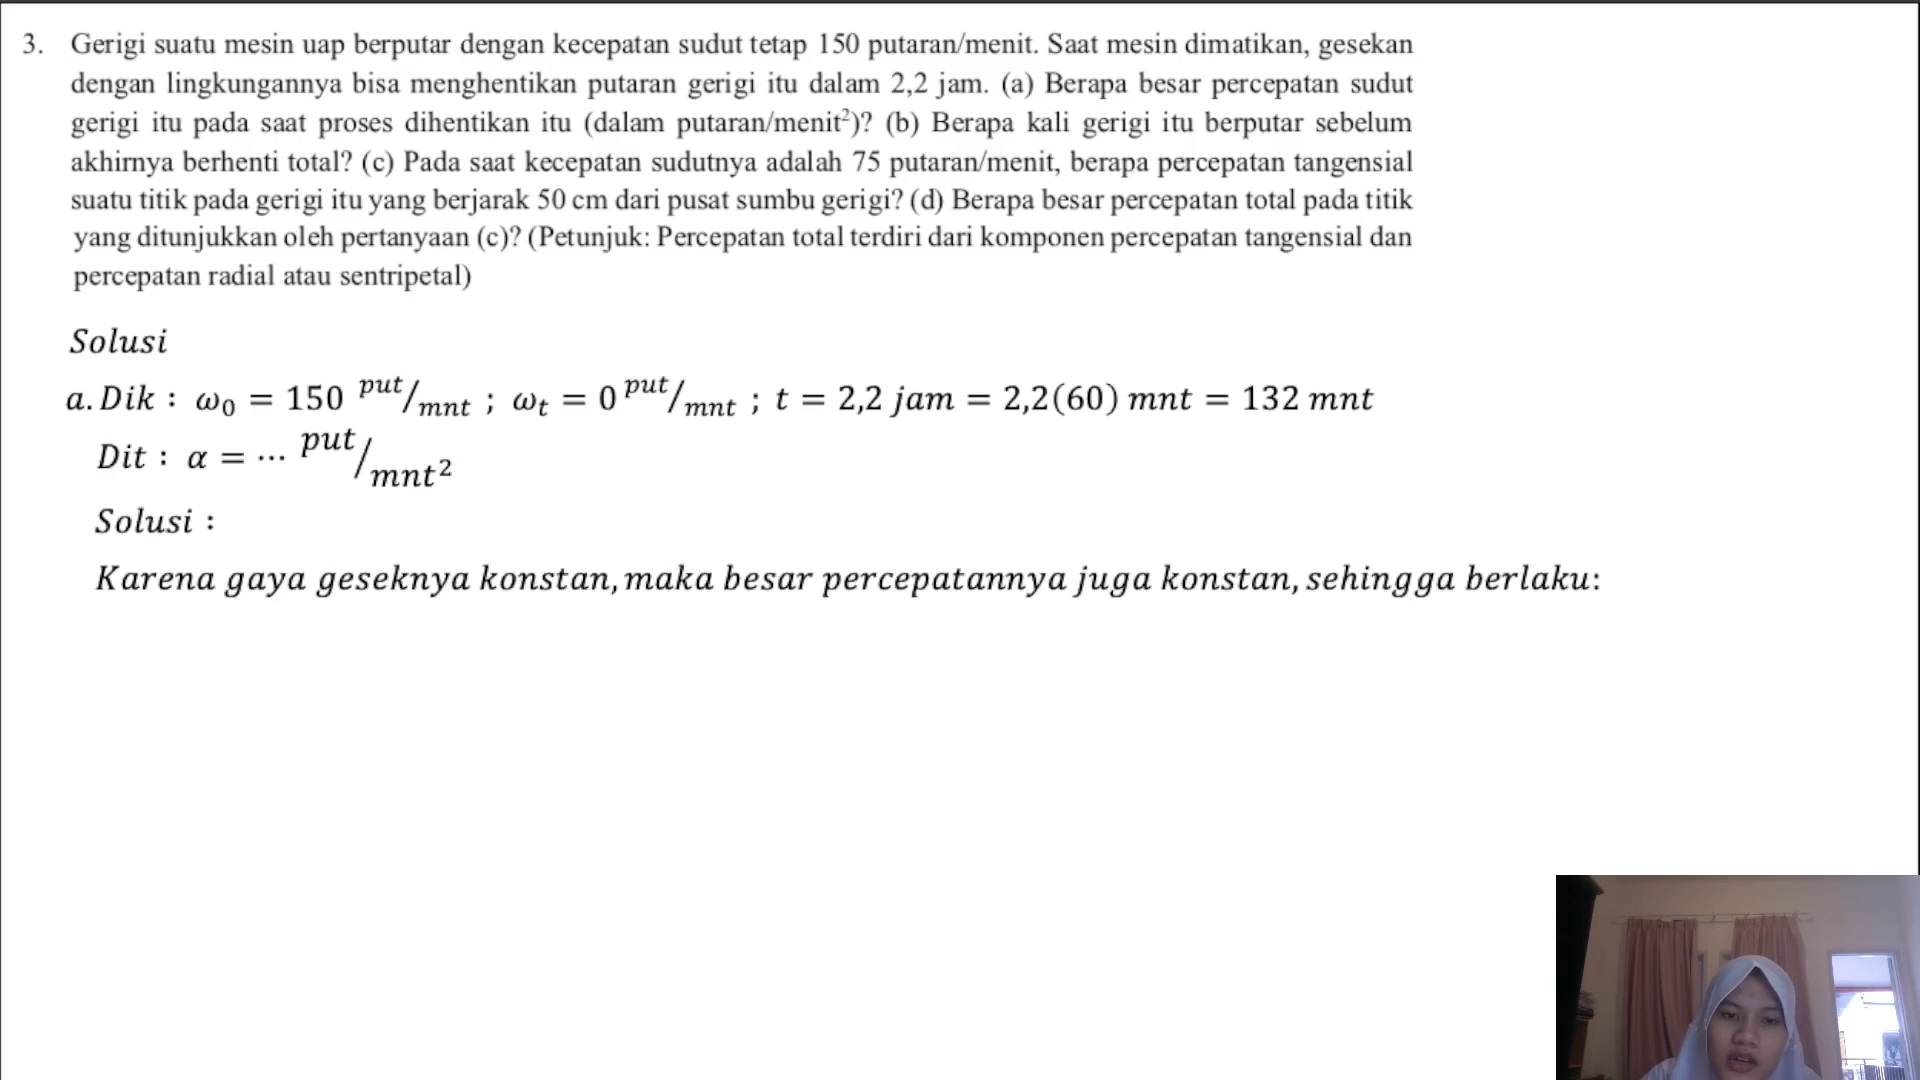 3. Gerigi suatu mesin uap berputar dengan kecepatan sudut tetap 150 putaran/menit. Saat mesin dimatikan, gesekan
dengan lingkungannya bisa menghentikan putaran gerigi itu dalam 2,2 jam. (a) Berapa besar percepatan sudut
gerigi itu pada saat proses dihentikan itu (dalam putaran/menit²)? (b) Berapa kali gerigi itu berputar sebelum
akhirnya berhenti total? (c) Pada saat kecepatan sudutnya adalah 75 putaran/menit, berapa percepatan tangensial
suatu titik pada gerigi itu yang berjarak 50 cm dari pusat sumbu gerigi? (d) Berapa besar percepatan total pada titik
yang ditunjukkan oleh pertanyaan (c)? (Petunjuk: Percepatan total terdiri dari komponen percepatan tangensial dan
percepatan radial atau sentripetal)
Solusi
a. Dik : ω₀ = 150 put/mnt ; ωₜ = 0 put/mnt ; t = 2,2 jam = 2,2(60) mnt = 132 mnt
Dit : α = ⋯ put/mnt²
Solusi :
Karena gaya geseknya konstan, maka besar percepatannya juga konstan, sehingga berlaku: